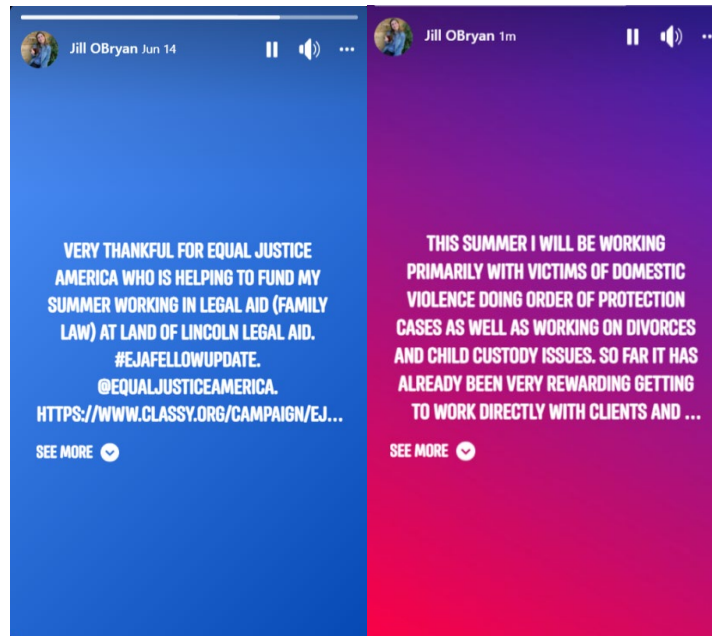 Jill OBryan Jun 14
VERY THANKFUL FOR EQUAL JUSTICE
AMERICA WHO IS HELPING TO FUND MY
SUMMER WORKING IN LEGAL AID (FAMILY
LAW) AT LAND OF LINCOLN LEGAL AID.
#EJAFELLOWUPDATE.
@EQUALJUSTICEAMERICA.
HTTPS://WWW.CLASSY.ORG/CAMPAIGN/EJ...
SEE MORE
Jill OBryan 1m
THIS SUMMER I WILL BE WORKING
PRIMARILY WITH VICTIMS OF DOMESTIC
VIOLENCE DOING ORDER OF PROTECTION
CASES AS WELL AS WORKING ON DIVORCES
AND CHILD CUSTODY ISSUES. SO FAR IT HAS
ALREADY BEEN VERY REWARDING GETTING
TO WORK DIRECTLY WITH CLIENTS AND ...
SEE MORE